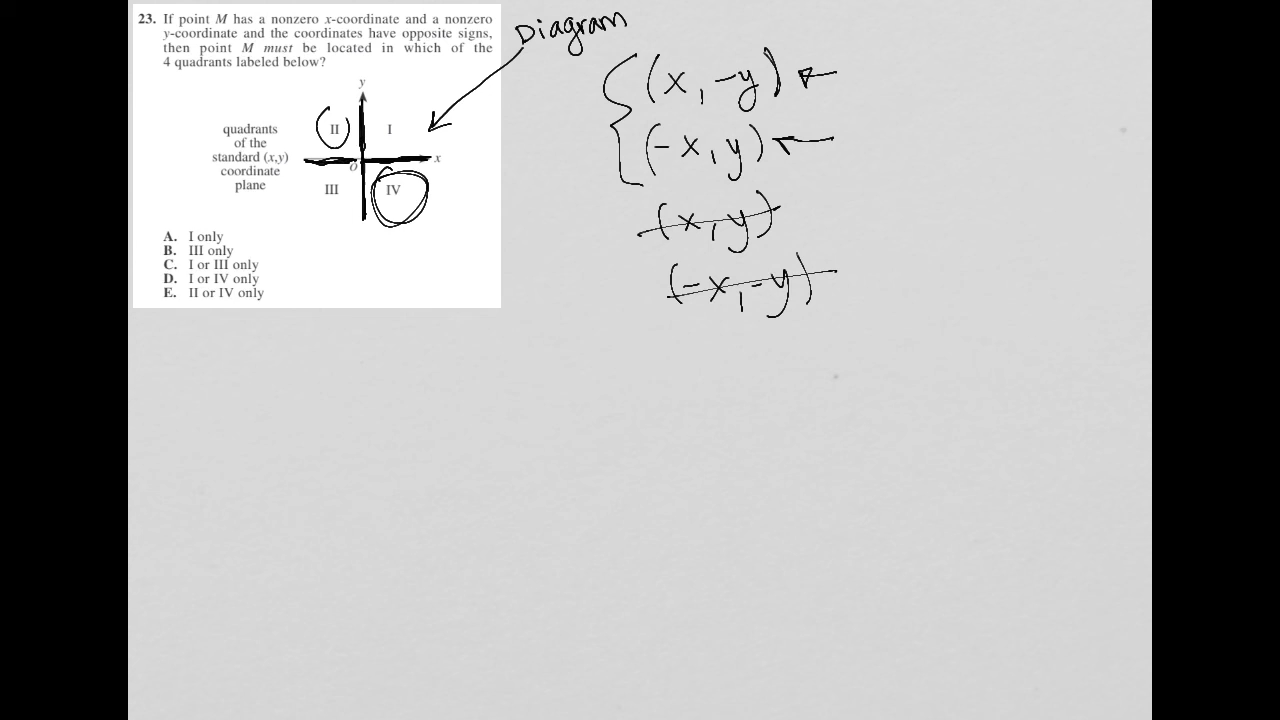 23. If point M has a nonzero x-coordinate and a nonzero
y-coordinate and the coordinates have opposite signs,
then point M must be located in which of the
4 quadrants labeled below?
y
II
I
quadrants
of the
standard (x,y)
coordinate
plane
O
x
III
IV
A. I only
B. III only
C. I or III only
D. I or IV only
E. II or IV only
Diagram
(x, -y)
(-x, y)
(x, y)
(-x, -y)